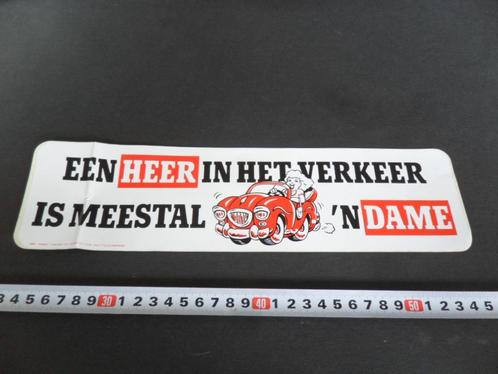 EEN HEER IN HET VERKEER
IS MEESTAL 'N DAME
3 4 5 6 7 8 9 30 1 2 3 4 5 6 7 8 9 40 1 2 3 4 5 6 7 8 9 50 1 2 3 4 5